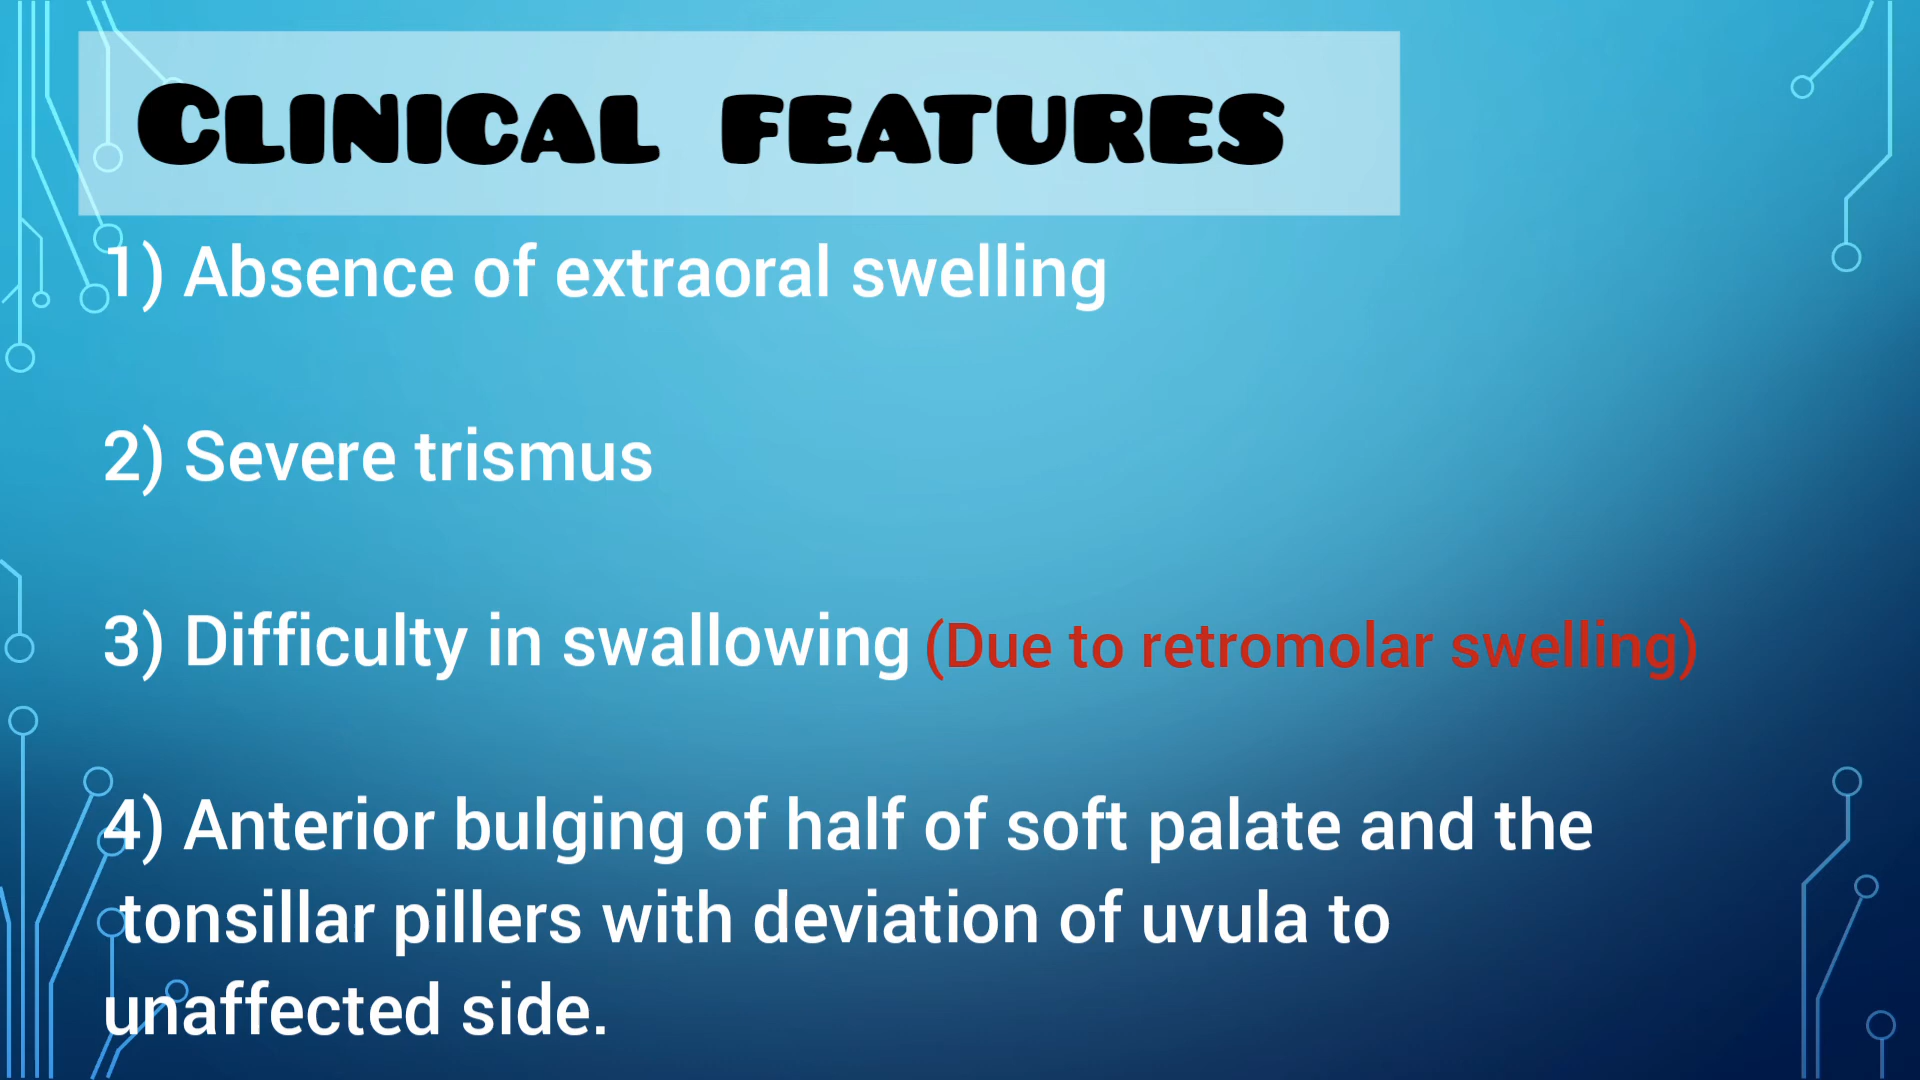 Clinical features
1) Absence of extraoral swelling
2) Severe trismus
3) Difficulty in swallowing (Due to retromolar swelling)
4) Anterior bulging of half of soft palate and the
tonsillar pillers with deviation of uvula to
unaffected side.